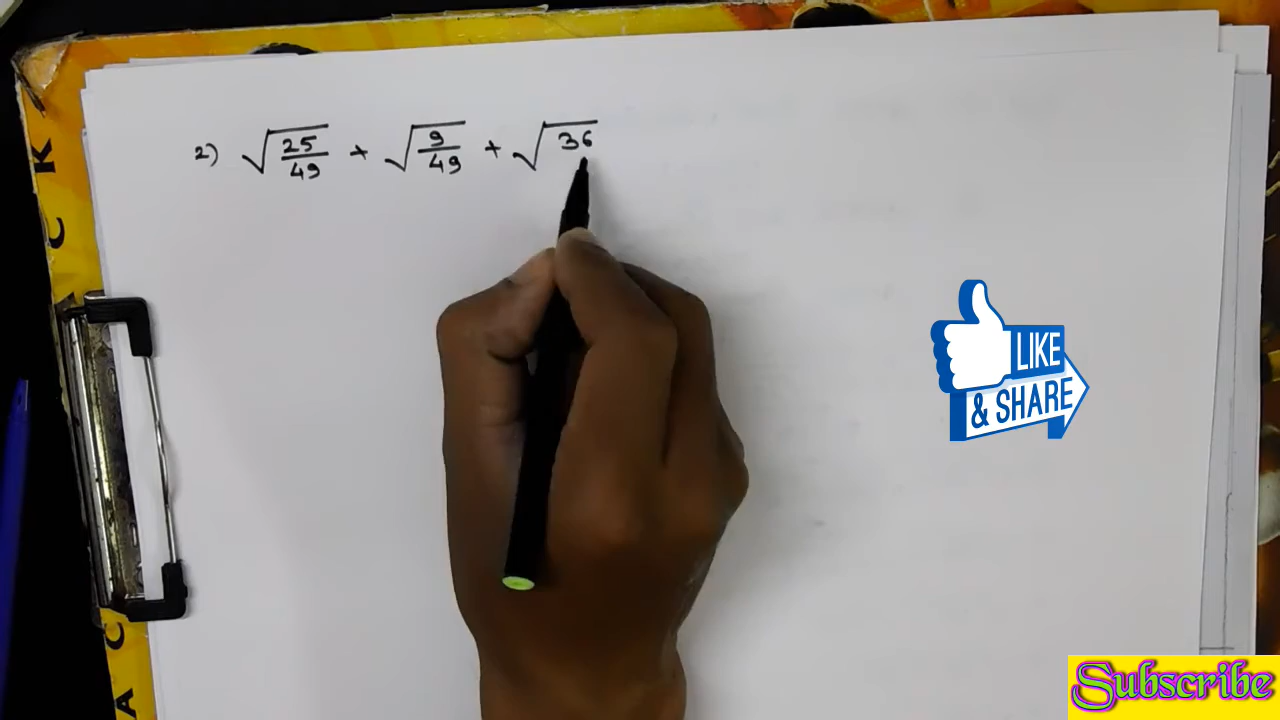 2) √25/49 + √9/49 + √36
LIKE
& SHARE
Subscribe
C K
A C